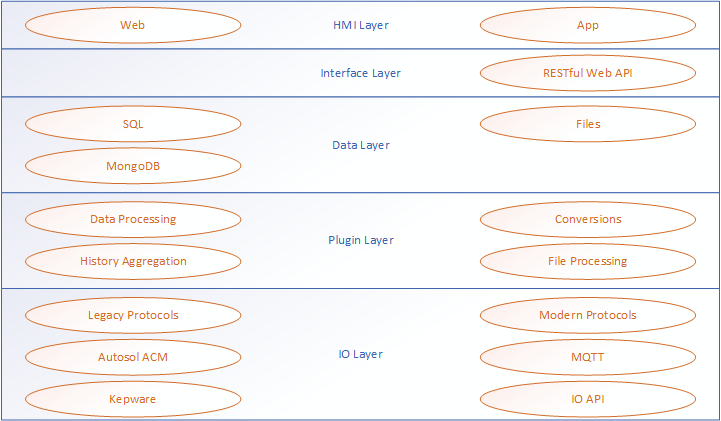 Web
HMI Layer
App
Interface Layer
RESTful Web API
SQL
Files
Data Layer
MongoDB
Data Processing
Conversions
Plugin Layer
History Aggregation
File Processing
Legacy Protocols
Modern Protocols
Autosol ACM
IO Layer
MQTT
Kepware
IO API